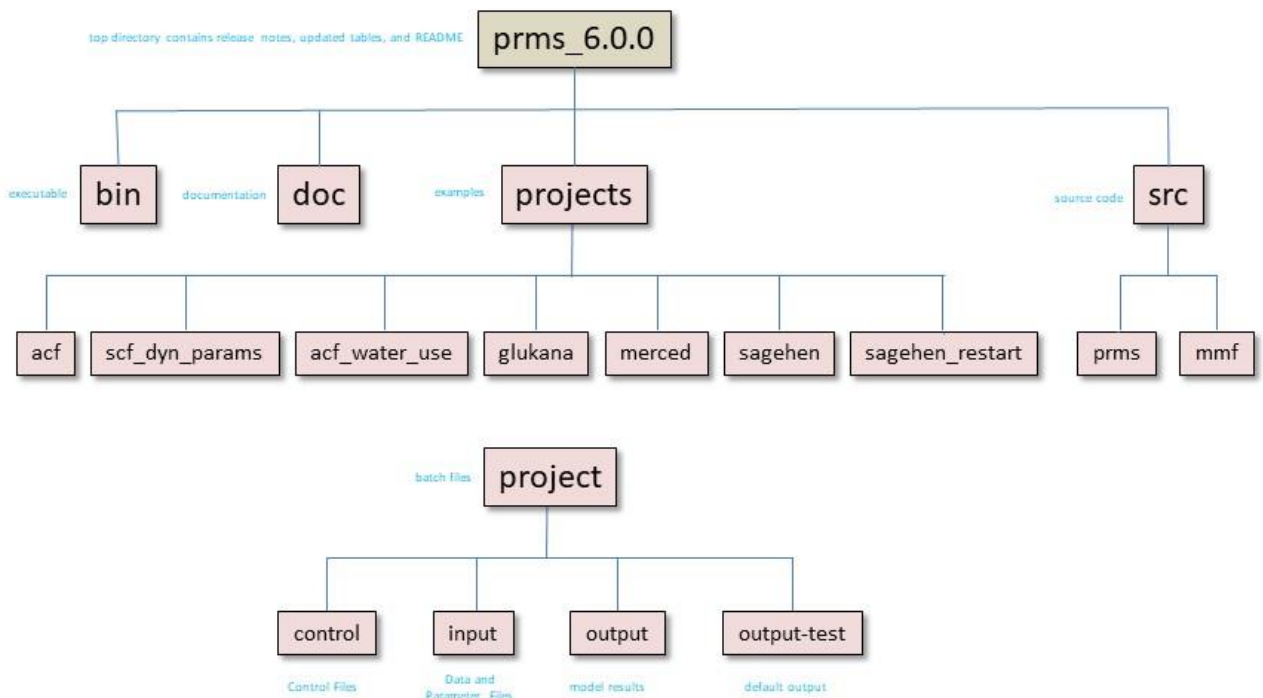 top directory contains release notes, updated tables, and README
prms_6.0.0
executable
bin
documentation
doc
examples
projects
source code
src
acf
scf_dyn_params
acf_water_use
glukana
merced
sagehen
sagehen_restart
prms
mmf
batch files
project
control
input
output
output-test
Control Files
Data and
Parameter Files
model results
default output